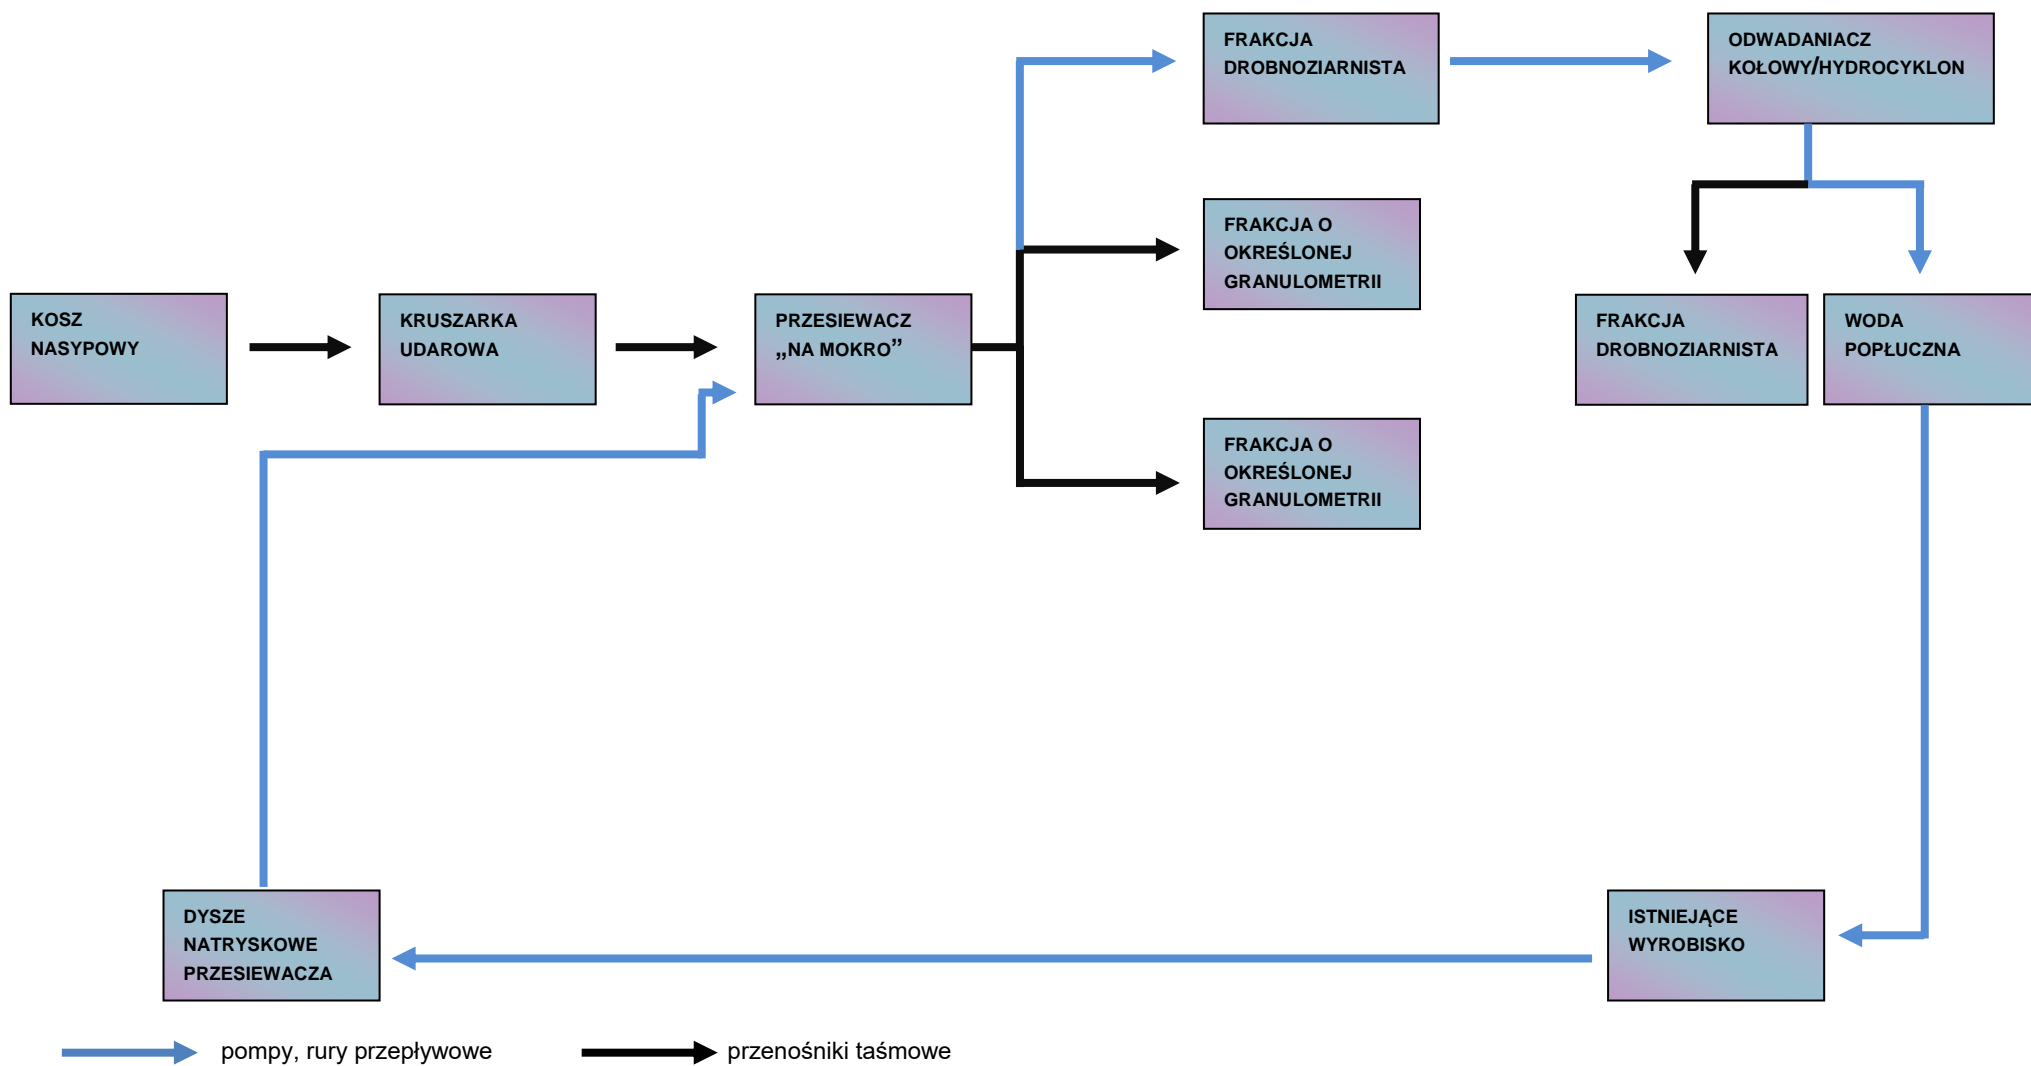 FRAKCJA
DROBNOZIARNISTA
ODWADANIACZ
KOŁOWY/HYDROCYKLON
FRAKCJA O
OKREŚLONEJ
GRANULOMETRII
KOSZ
NASYPOWY
KRUSZARKA
UDAROWA
PRZESIEWACZ
„NA MOKRO”
FRAKCJA
DROBNOZIARNISTA
WODA
POPŁUCZNA
FRAKCJA O
OKREŚLONEJ
GRANULOMETRII
DYSZE
NATRYSKOWE
PRZESIEWACZA
ISTNIEJĄCE
WYROBISKO
pompy, rury przepływowe
przenośniki taśmowe